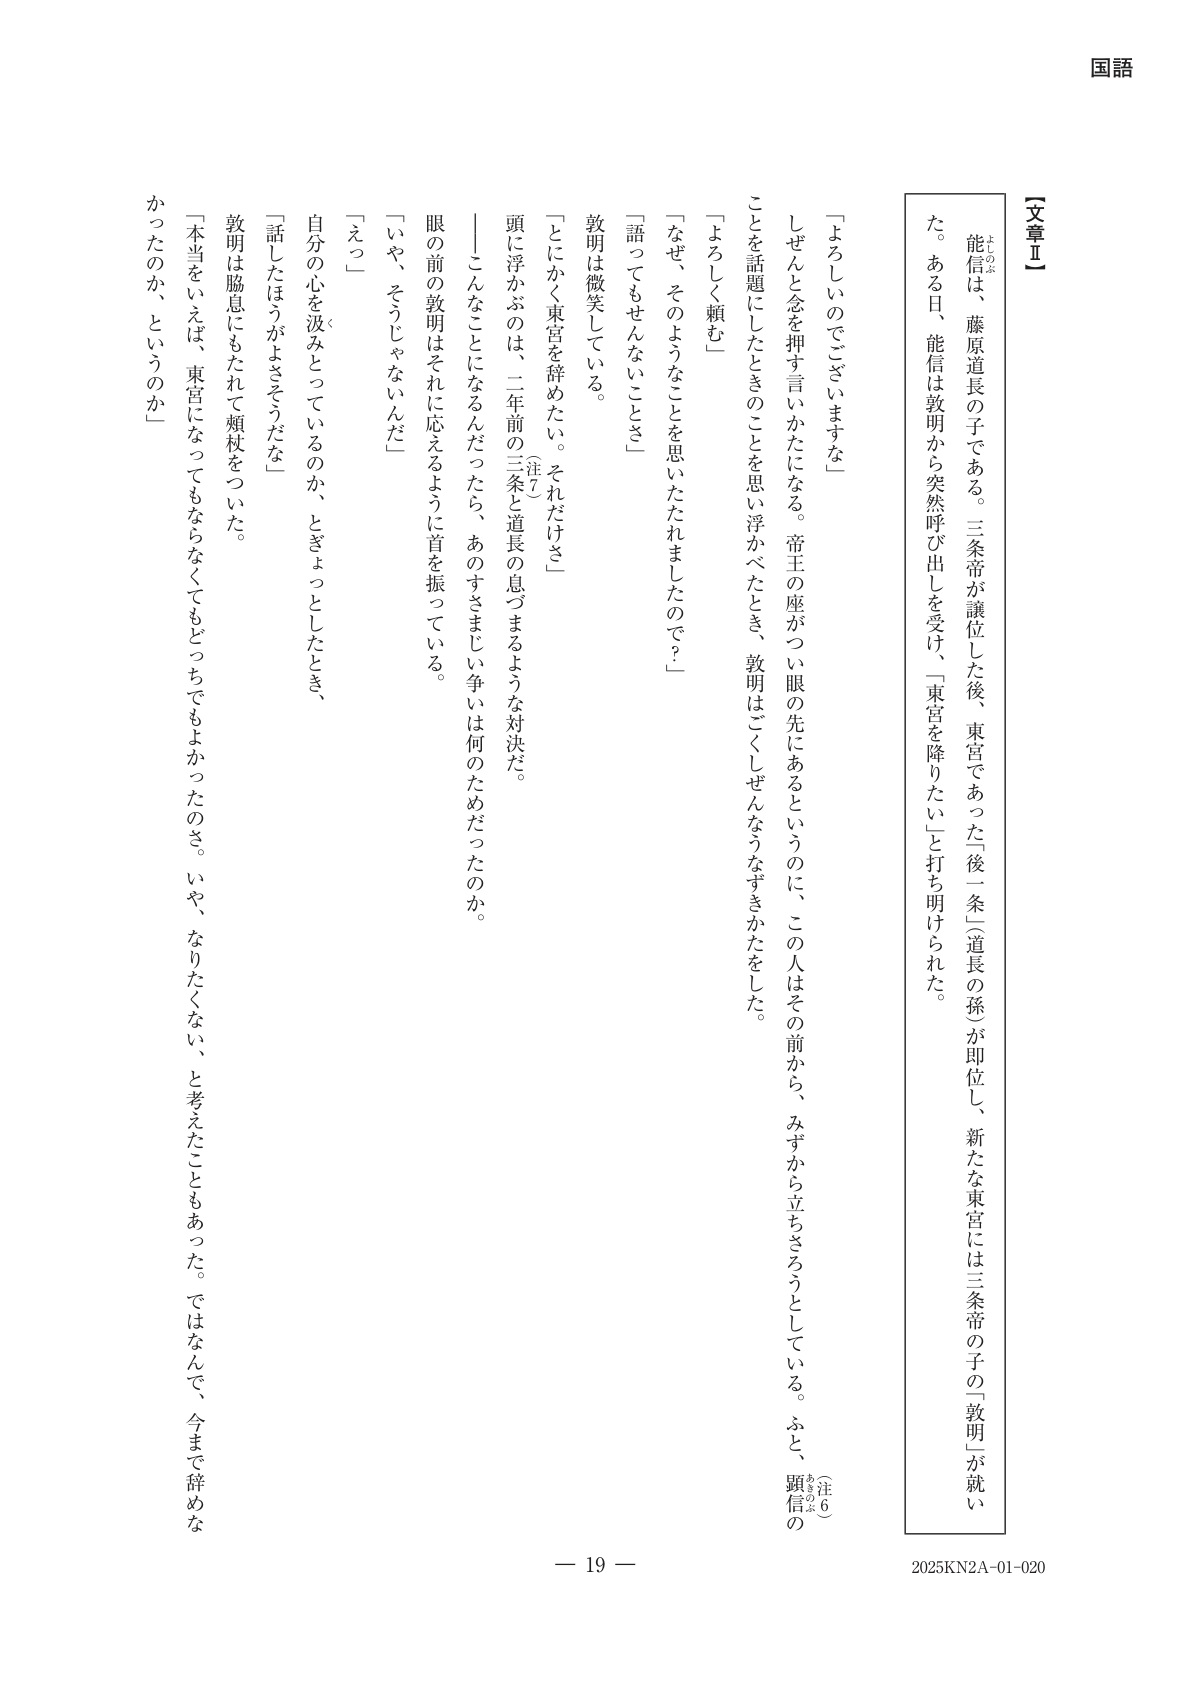 国語
【文章Ⅱ】
能信は、藤原道長の子である。三条帝が譲位した後、東宮であった「後一条」（道長の孫）が即位し、新たな東宮には三条帝の子の「敦明」が就い
よしのぶ
た。ある日、能信は敦明から突然呼び出しを受け、「東宮を降りたい」と打ち明けられた。
「よろしいのでございますな」
しぜんと念を押す言いかたになる。帝王の座がつい眼の先にあるというのに、この人はその前から、みずから立ちさろうとしている。ふと、顕信の
（注６）
あきのぶ
ことを話題にしたときのことを思い浮かべたとき、敦明はごくしぜんなうなずきかたをした。
「よろしく頼む」
「なぜ、そのようなことを思いたたれましたので？」
「語ってもせんないことさ」
敦明は微笑している。
「とにかく東宮を辞めたい。それだけさ」
頭に浮かぶのは、二年前の三条と道長の息づまるような対決だ。
（注７）
――こんなことになるんだったら、あのすさまじい争いは何のためだったのか。
眼の前の敦明はそれに応えるように首を振っている。
「いや、そうじゃないんだ」
「えっ」
自分の心を汲みとっているのか、とぎょっとしたとき、
く
「話したほうがよさそうだな」
敦明は脇息にもたれて頰杖をついた。
「本当をいえば、東宮になってもならなくてもどっちでもよかったのさ。いや、なりたくない、と考えたこともあった。ではなんで、今まで辞めな
かったのか、というのか」
― 19 ―
2025KN2A-01-020